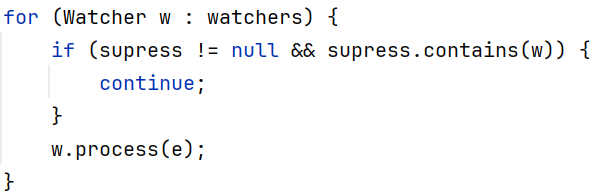 for (Watcher w : watchers) {
    if (supress != null && supress.contains(w)) {
        continue;
    }
    w.process(e);
}